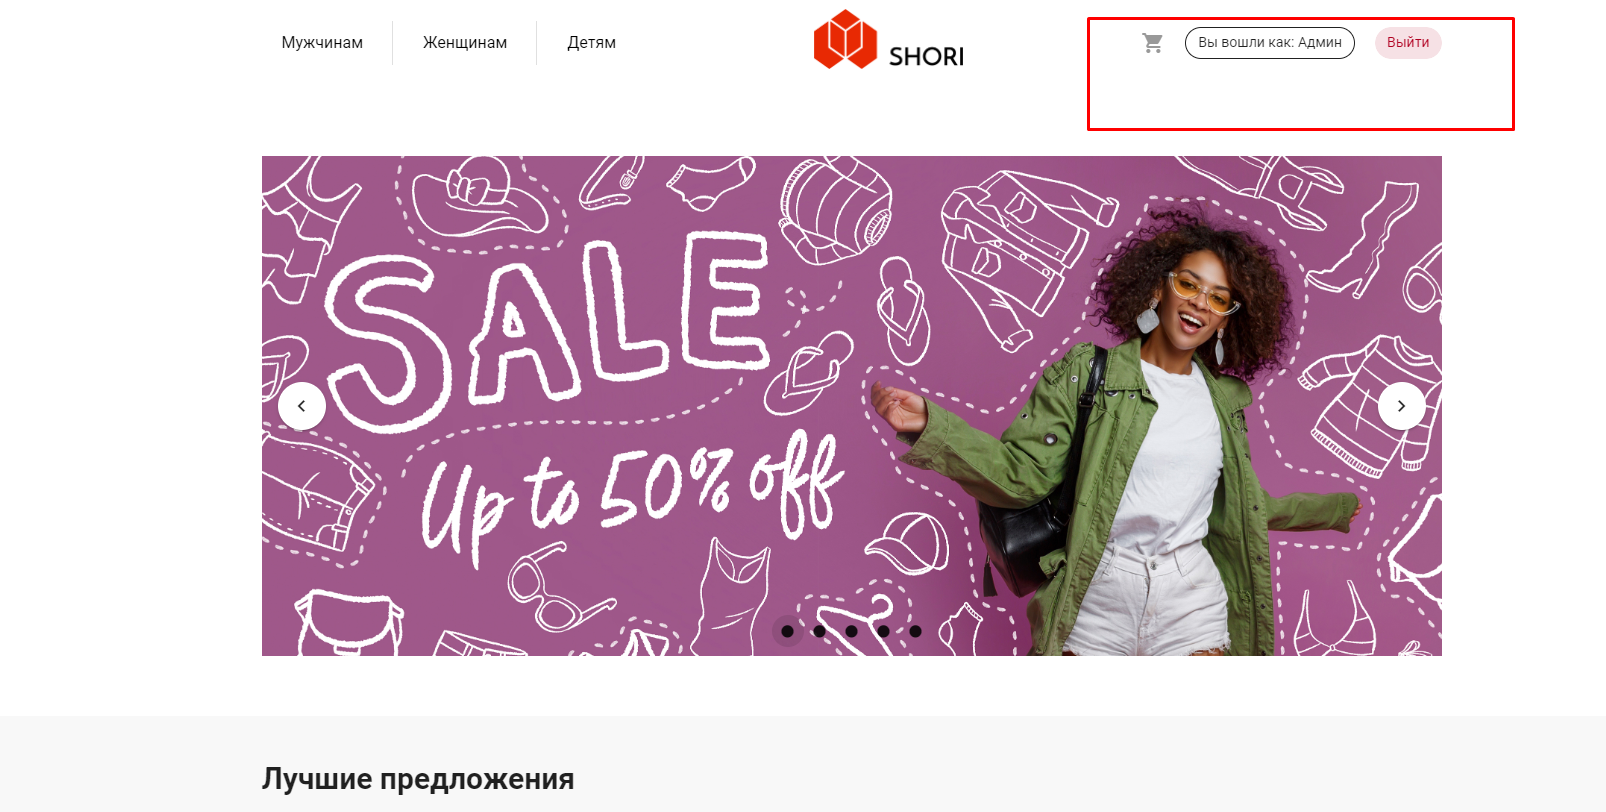 Мужчинам
Женщинам
Детям
SHORI
Вы вошли как: Админ
Выйти
SALE
Up to 50% off
Лучшие предложения